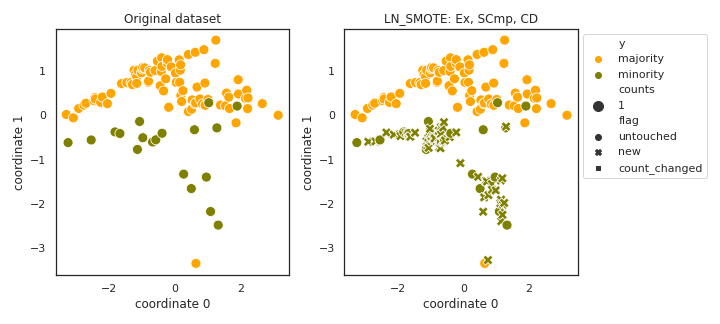 Original dataset
1
0
−1
−2
−3
coordinate 1
−2
0
2
coordinate 0
LN_SMOTE: Ex, SCmp, CD
1
0
−1
−2
−3
coordinate 1
−2
0
2
coordinate 0
y
majority
minority
counts
1
flag
untouched
new
count_changed